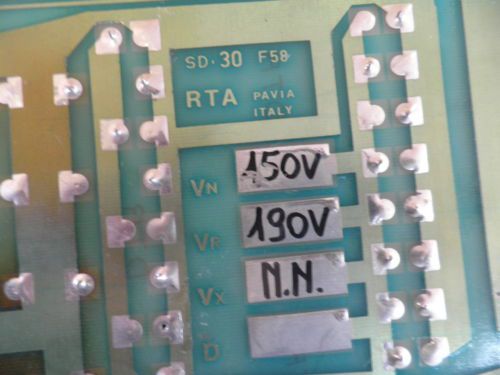 SD·30 F58
RTA PAVIA
ITALY
VN 150V
VR 190V
VX N.N.
D